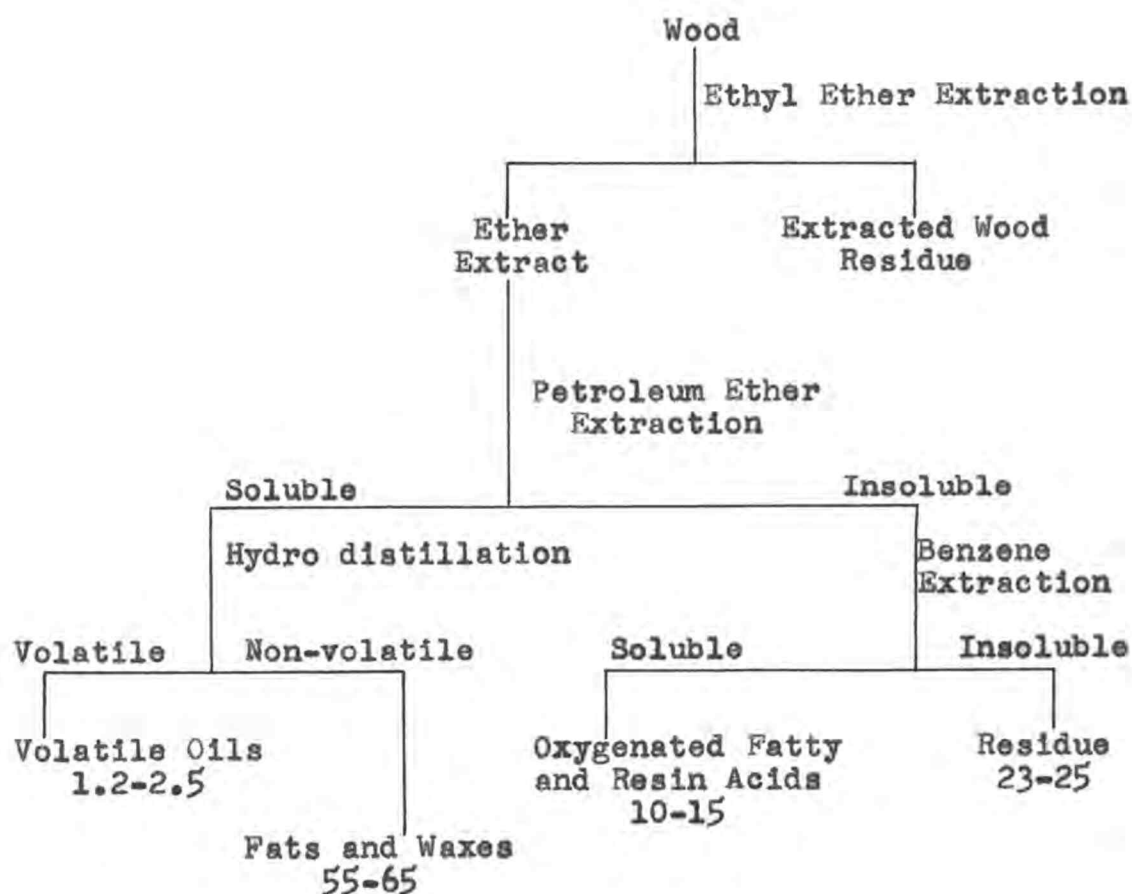 Wood
Ethyl Ether Extraction
Ether
Extract
Extracted Wood
Residue
Petroleum Ether
Extraction
Soluble
Insoluble
Hydro distillation
Benzene
Extraction
Volatile
Non-volatile
Soluble
Insoluble
Volatile Oils
1.2-2.5
Fats and Waxes
55-65
Oxygenated Fatty
and Resin Acids
10-15
Residue
23-25